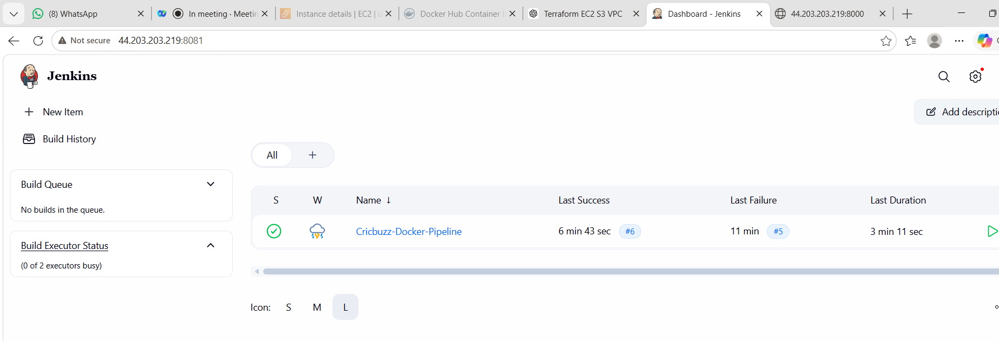 (8) WhatsApp
In meeting · Meetin
Instance details | EC2 | u
Docker Hub Container I
Terraform EC2 S3 VPC
Dashboard - Jenkins
44.203.203.219:8000
Not secure 44.203.203.219:8081
Jenkins
New Item
Add descripti
Build History
All
Build Queue
No builds in the queue.
S W Name ↓ Last Success Last Failure Last Duration
Cricbuzz-Docker-Pipeline 6 min 43 sec #6 11 min #5 3 min 11 sec
Build Executor Status
(0 of 2 executors busy)
Icon: S M L